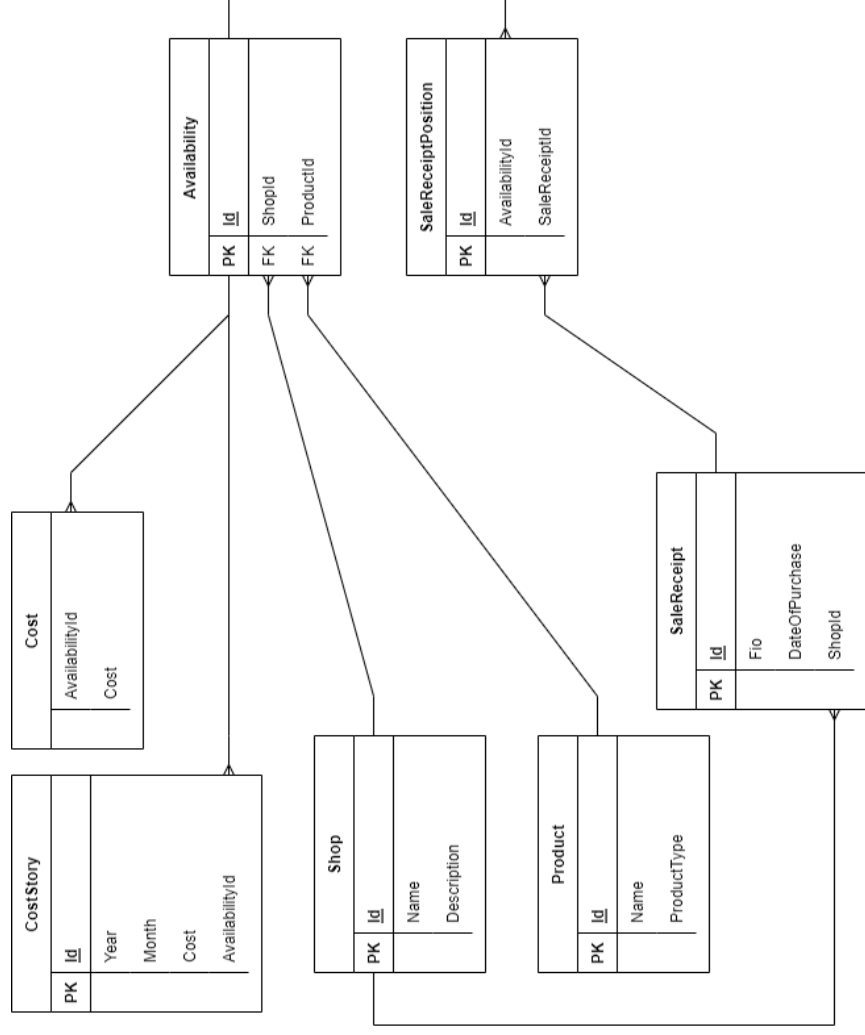 CostStory
PK Id
Year
Month
Cost
AvailabilityId
Cost
AvailabilityId
Cost
Availability
PK Id
FK ShopId
FK ProductId
Shop
PK Id
Name
Description
Product
PK Id
Name
ProductType
SaleReceiptPosition
PK Id
AvailabilityId
SaleReceiptId
SaleReceipt
PK Id
Fio
DateOfPurchase
ShopId